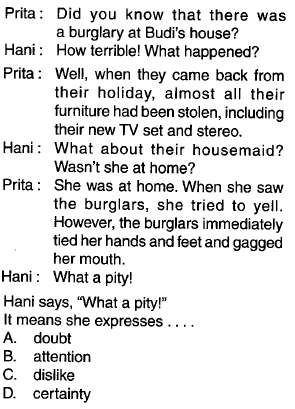 Prita : Did you know that there was
a burglary at Budi's house?
Hani : How terrible! What happened?
Prita : Well, when they came back from
their holiday, almost all their
furniture had been stolen, including
their new TV set and stereo.
Hani : What about their housemaid?
Wasn't she at home?
Prita : She was at home. When she saw
the burglars, she tried to yell.
However, the burglars immediately
tied her hands and feet and gagged
her mouth.
Hani : What a pity!
Hani says, "What a pity!"
It means she expresses . . . .
A. doubt
B. attention
C. dislike
D. certainty